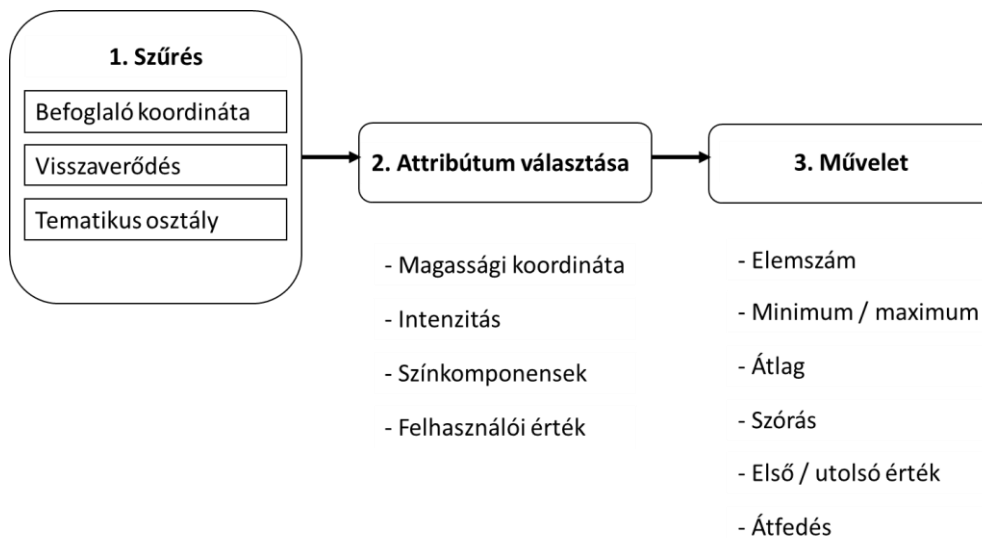 1. Szűrés
Befoglaló koordináta
Visszaverődés
Tematikus osztály
2. Attribútum választása
- Magassági koordináta
- Intenzitás
- Színkomponensek
- Felhasználói érték
3. Művelet
- Elemszám
- Minimum / maximum
- Átlag
- Szórás
- Első / utolsó érték
- Átfedés